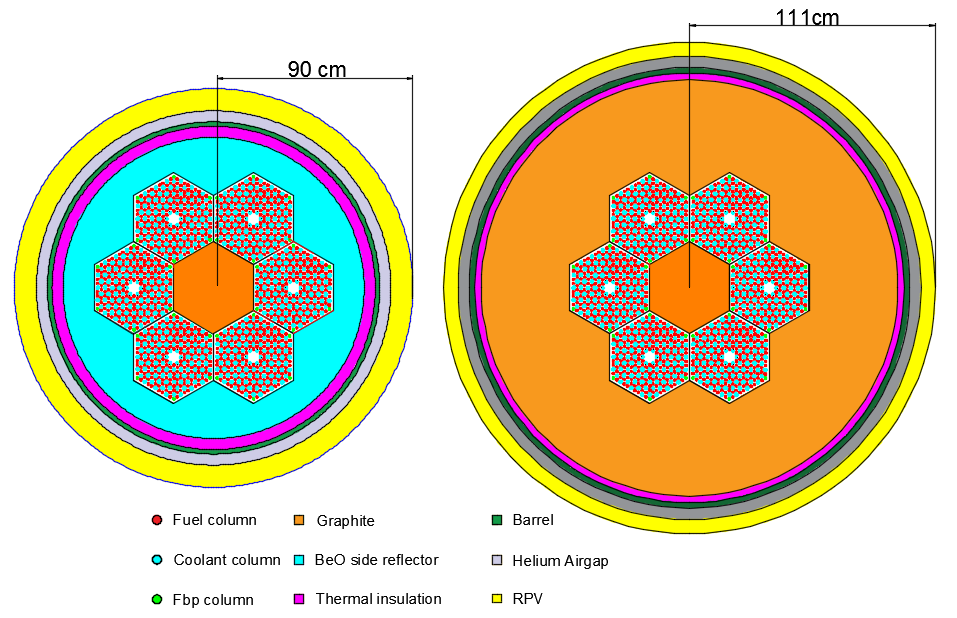 111cm
90 cm
Fuel column
Graphite
Barrel
Coolant column
BeO side reflector
Helium Airgap
Fbp column
Thermal insulation
RPV